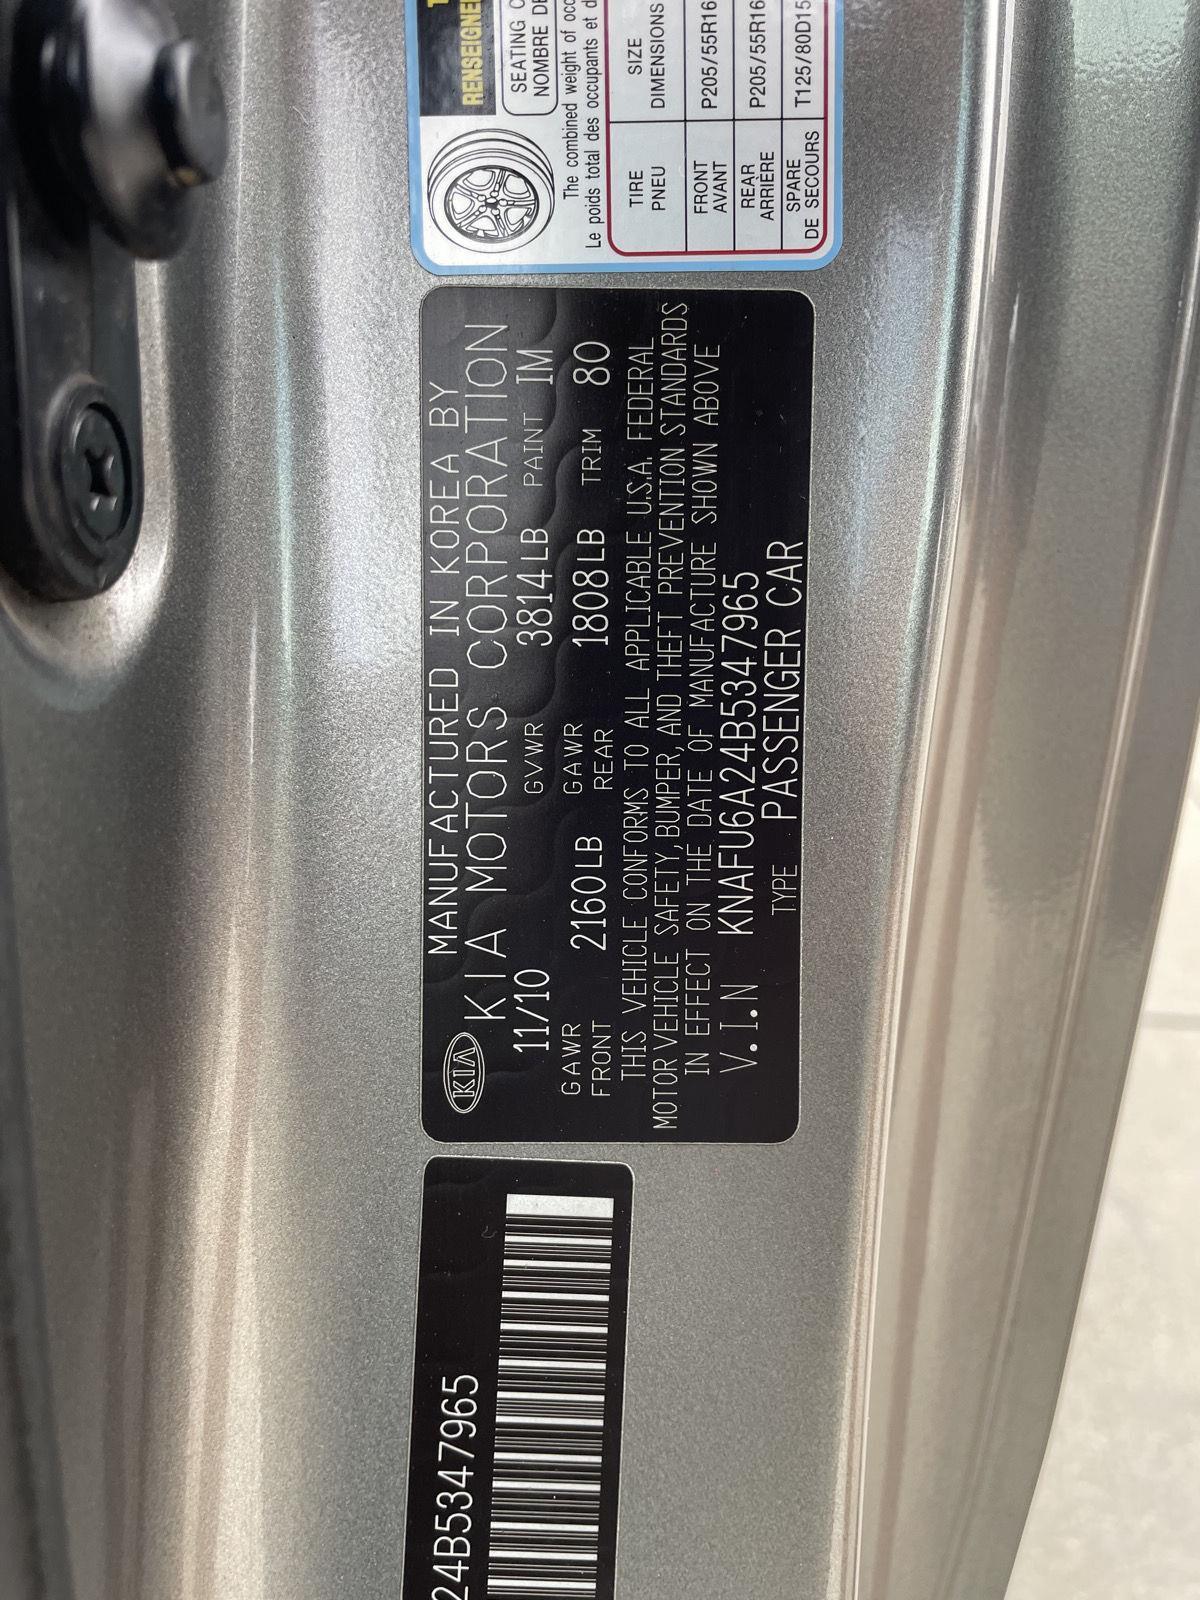 RENSEIGNE
SEATING
NOMBRE DE
The combined weight of
Le poids total des occupants et
TIRE SIZE
PNEU DIMENSIONS
FRONT P205/55R16
AVANT
REAR P205/55R16
ARRIÈRE
SPARE T125/80D15
DE SECOURS
MANUFACTURED IN KOREA BY
KIA KIA MOTORS CORPORATION
11/10 GVWR 3814LB PAINT IM
GAWR FRONT 2160LB GAWR REAR 1808LB TRIM 80
THIS VEHICLE CONFORMS TO ALL APPLICABLE U.S.A. FEDERAL
MOTOR VEHICLE SAFETY, BUMPER, AND THEFT PREVENTION STANDARDS
IN EFFECT ON THE DATE OF MANUFACTURE SHOWN ABOVE
V.I.N KNAFU6A24B5347965
TYPE PASSENGER CAR
24B5347965